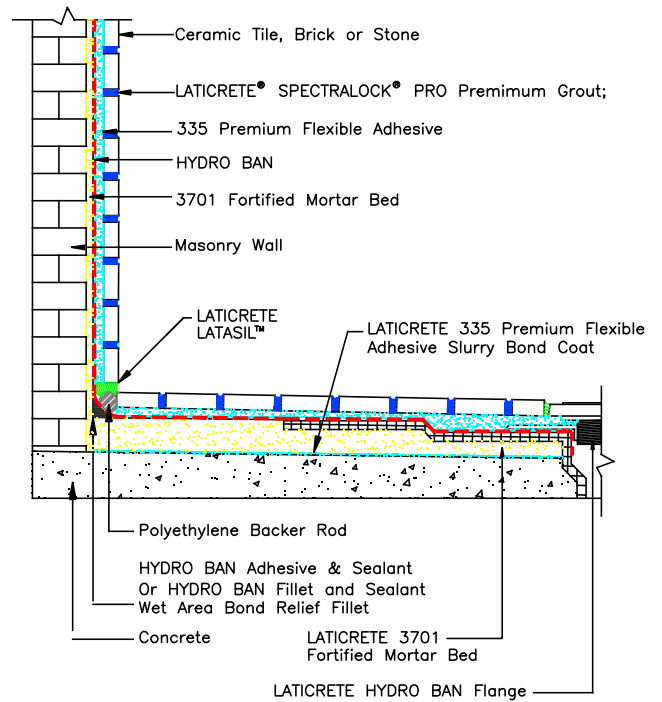 Ceramic Tile, Brick or Stone
LATICRETE® SPECTRALOCK® PRO Premimum Grout;
335 Premium Flexible Adhesive
HYDRO BAN
3701 Fortified Mortar Bed
Masonry Wall
LATICRETE
LATASIL™
LATICRETE 335 Premium Flexible
Adhesive Slurry Bond Coat
Polyethylene Backer Rod
HYDRO BAN Adhesive & Sealant
Or HYDRO BAN Fillet and Sealant
Wet Area Bond Relief Fillet
Concrete
LATICRETE 3701
Fortified Mortar Bed
LATICRETE HYDRO BAN Flange